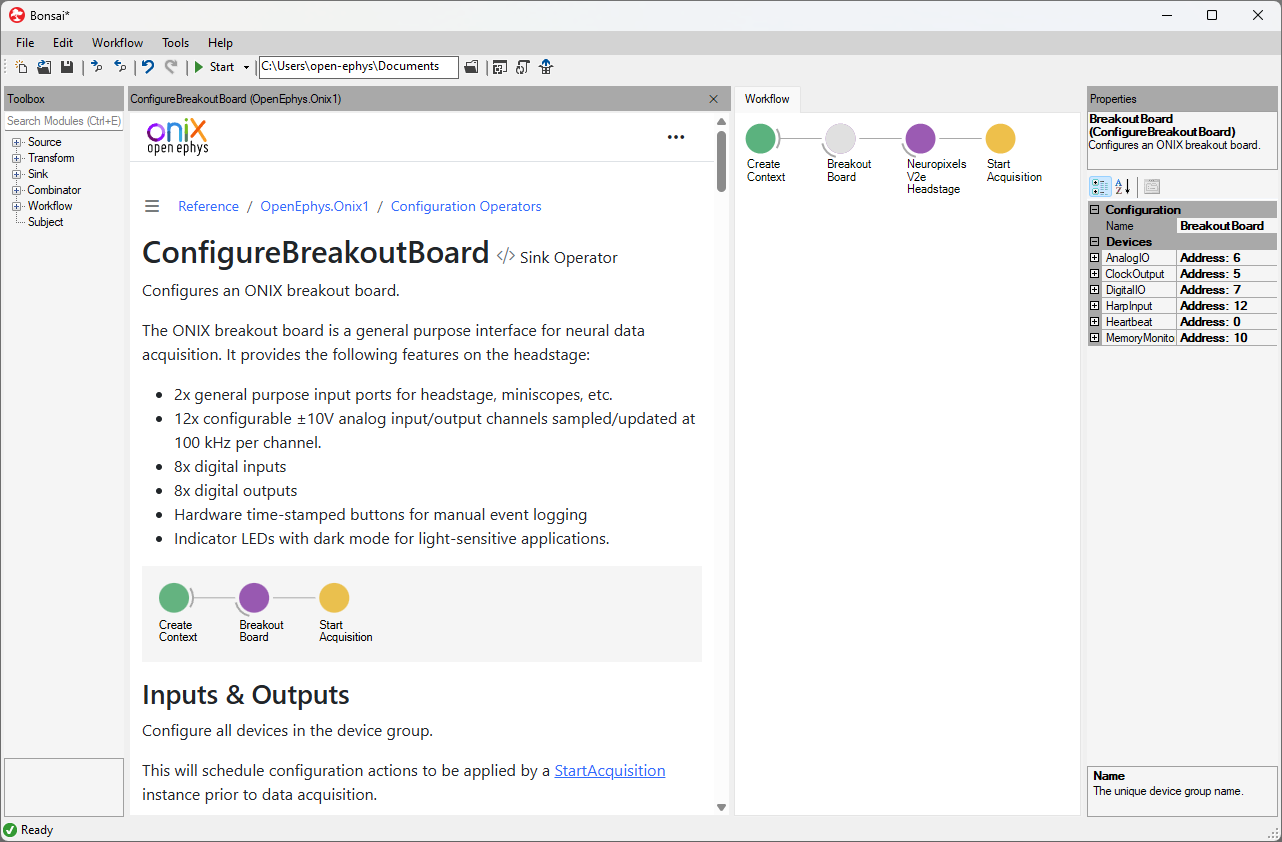 Bonsai*
File Edit Workflow Tools Help
Start C:\Users\open-ephys\Documents
Toolbox
Search Modules (Ctrl+E)
Source
Transform
Sink
Combinator
Workflow
Subject
ConfigureBreakoutBoard (OpenEphys.Onix1)
onix
open ephys
Reference / OpenEphys.Onix1 / Configuration Operators
ConfigureBreakoutBoard </> Sink Operator
Configures an ONIX breakout board.
The ONIX breakout board is a general purpose interface for neural data
acquisition. It provides the following features on the headstage:
• 2x general purpose input ports for headstage, miniscopes, etc.
• 12x configurable ±10V analog input/output channels sampled/updated at
100 kHz per channel.
• 8x digital inputs
• 8x digital outputs
• Hardware time-stamped buttons for manual event logging
• Indicator LEDs with dark mode for light-sensitive applications.
Create
Context
Breakout
Board
Start
Acquisition
Inputs & Outputs
Configure all devices in the device group.
This will schedule configuration actions to be applied by a StartAcquisition
instance prior to data acquisition.
Workflow
Create
Context
Breakout
Board
Neuropixels
V2e
Headstage
Start
Acquisition
Properties
BreakoutBoard
(ConfigureBreakoutBoard)
Configures an ONIX breakout board.
Configuration
Name BreakoutBoard
Devices
AnalogIO Address: 6
ClockOutput Address: 5
DigitalIO Address: 7
HarpInput Address: 12
Heartbeat Address: 0
MemoryMonito Address: 10
Name
The unique device group name.
Ready